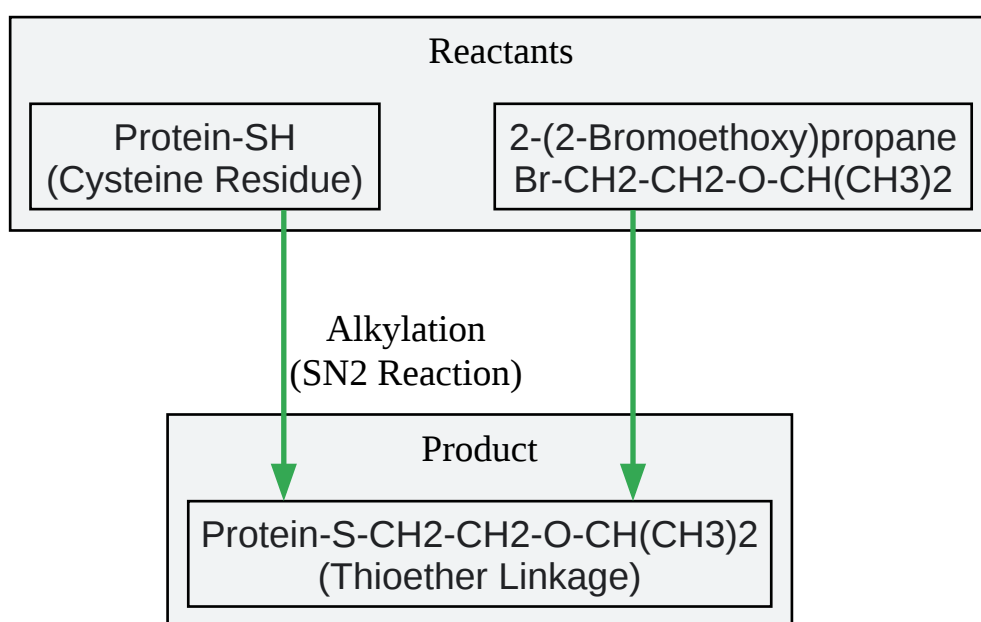 Reactants
Protein-SH
(Cysteine Residue)
2-(2-Bromoethoxy)propane
Br-CH2-CH2-O-CH(CH3)2
Alkylation
(SN2 Reaction)
Product
Protein-S-CH2-CH2-O-CH(CH3)2
(Thioether Linkage)